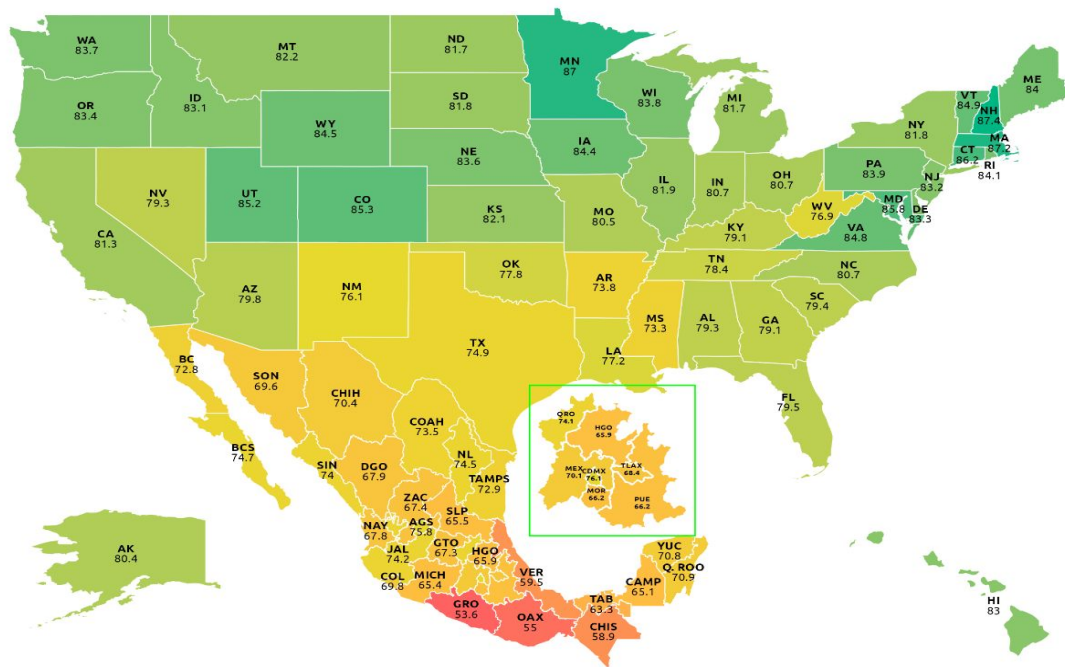 WA
83.7
MT
82.2
ND
81.7
MN
87
ME
84
OR
83.4
ID
83.1
SD
81.8
WI
83.8
MI
81.7
VT
84.9
NH
87.4
WY
84.5
NY
81.8
MA
87.2
IA
84.4
CT
86.2
RI
84.1
NE
83.6
PA
83.9
NJ
83.2
NV
79.3
UT
85.2
CO
85.3
IL
81.9
IN
80.7
OH
80.7
MD
85.8
DE
83.3
WV
76.9
KS
82.1
MO
80.5
VA
84.8
CA
81.3
KY
79.1
OK
77.8
TN
78.4
NC
80.7
AZ
79.8
NM
76.1
AR
73.8
SC
79.4
MS
73.3
AL
79.3
GA
79.1
TX
74.9
LA
77.2
BC
72.8
SON
69.6
CHIH
70.4
FL
79.5
COAH
73.5
QRO
74.1
HGO
65.9
BCS
74.7
NL
74.5
SIN
74
DGO
67.9
MEX
70.1
CDMX
76.1
TLAX
68.4
TAMPS
72.9
MOR
66.2
PUE
66.2
ZAC
67.4
SLP
65.5
NAY
67.8
AGS
75.8
AK
80.4
JAL
74.2
GTO
67.3
HGO
65.9
YUC
70.8
Q. ROO
70.9
COL
69.8
MICH
65.4
VER
59.5
CAMP
65.1
GRO
53.6
OAX
55
TAB
63.3
CHIS
58.9
HI
83